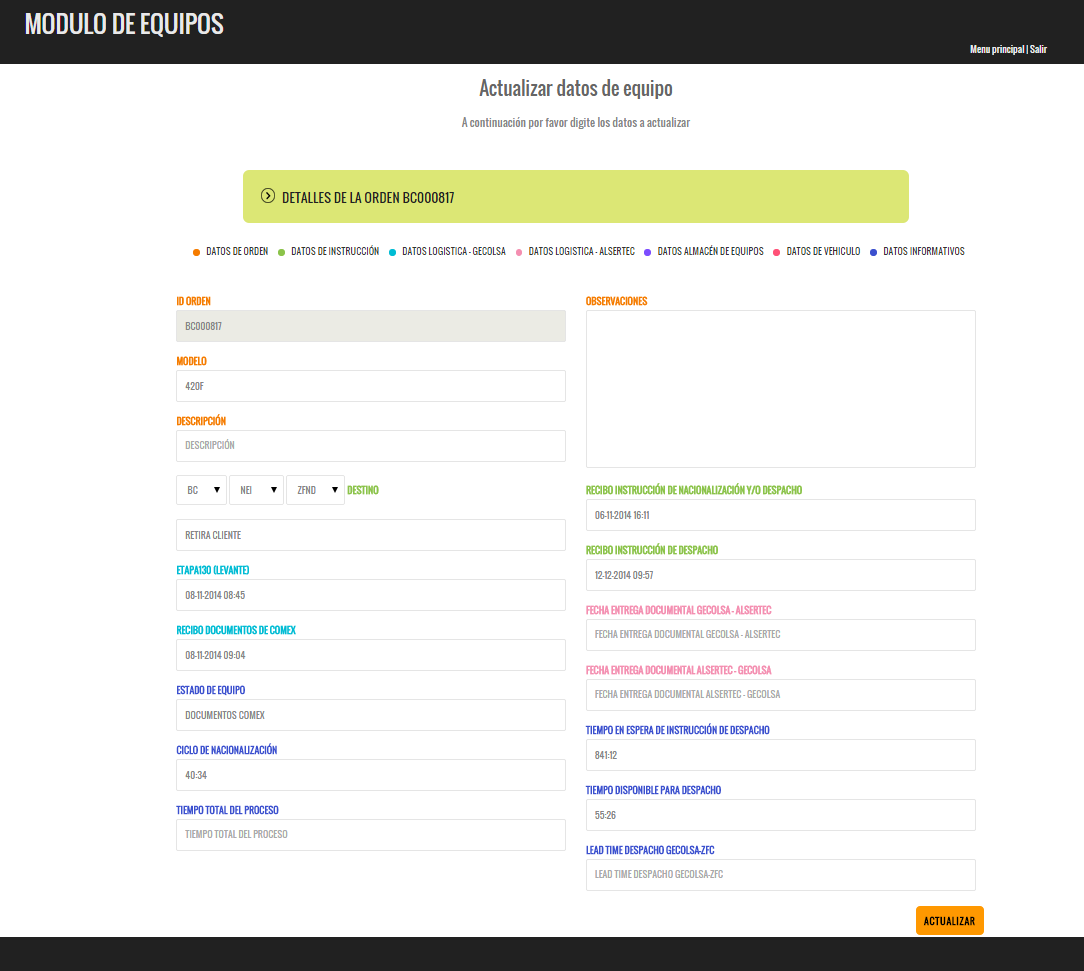 MODULO DE EQUIPOS
Menu principal | Salir
Actualizar datos de equipo
A continuación por favor digite los datos a actualizar
DETALLES DE LA ORDEN BC000817
DATOS DE ORDEN DATOS DE INSTRUCCIÓN DATOS LOGISTICA - GECOLSA DATOS LOGISTICA - ALSERTEC DATOS ALMACÉN DE EQUIPOS DATOS DE VEHICULO DATOS INFORMATIVOS
ID ORDEN
BC000817
MODELO
420F
DESCRIPCIÓN
DESCRIPCIÓN
BC NEI ZFND DESTINO
RETIRA CLIENTE
ETAPA130 (LEVANTE)
08-11-2014 08:45
RECIBO DOCUMENTOS DE COMEX
08-11-2014 09:04
ESTADO DE EQUIPO
DOCUMENTOS COMEX
CICLO DE NACIONALIZACIÓN
40:34
TIEMPO TOTAL DEL PROCESO
TIEMPO TOTAL DEL PROCESO
OBSERVACIONES
RECIBO INSTRUCCIÓN DE NACIONALIZACIÓN Y/O DESPACHO
06-11-2014 16:11
RECIBO INSTRUCCIÓN DE DESPACHO
12-12-2014 09:57
FECHA ENTREGA DOCUMENTAL GECOLSA - ALSERTEC
FECHA ENTREGA DOCUMENTAL GECOLSA - ALSERTEC
FECHA ENTREGA DOCUMENTAL ALSERTEC - GECOLSA
FECHA ENTREGA DOCUMENTAL ALSERTEC - GECOLSA
TIEMPO EN ESPERA DE INSTRUCCIÓN DE DESPACHO
841:12
TIEMPO DISPONIBLE PARA DESPACHO
55:26
LEAD TIME DESPACHO GECOLSA-ZFC
LEAD TIME DESPACHO GECOLSA-ZFC
ACTUALIZAR